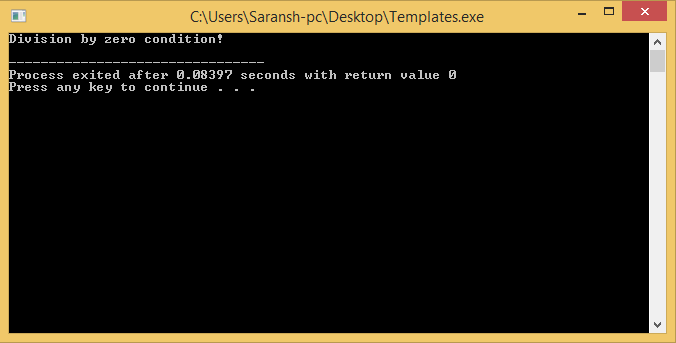 C:\Users\Saransh-pc\Desktop\Templates.exe
Division by zero condition!
--------------------------------
Process exited after 0.08397 seconds with return value 0
Press any key to continue . . .